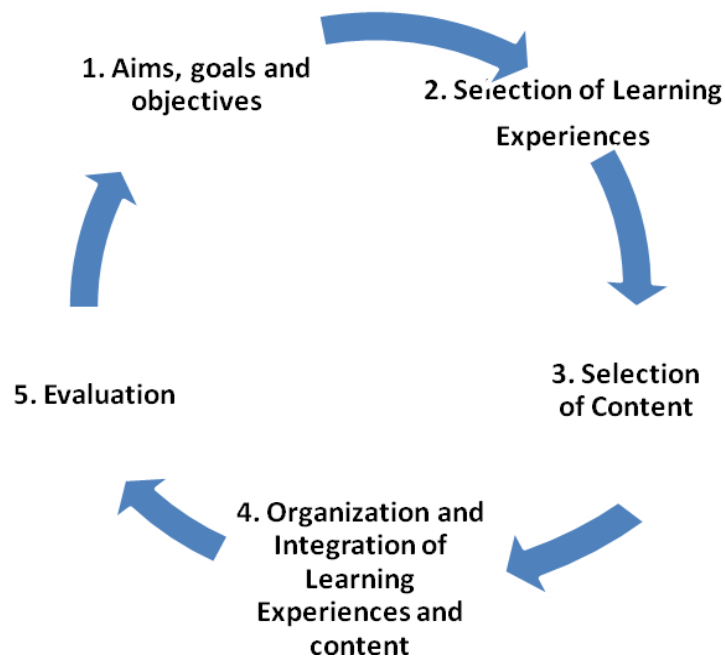 1. Aims, goals and
objectives
2. Selection of Learning
Experiences
3. Selection
of Content
4. Organization and
Integration of
Learning
Experiences and
content
5. Evaluation